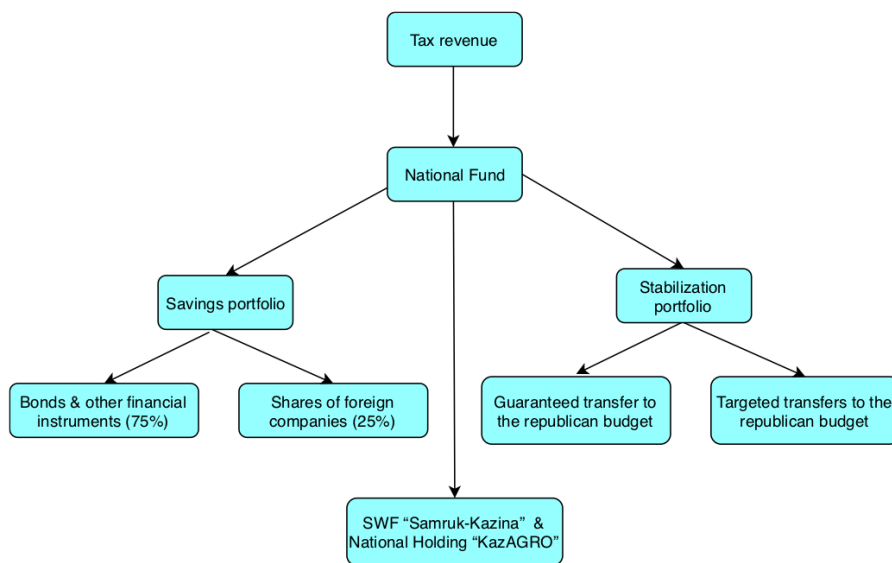 Tax revenue
National Fund
Savings portfolio
Stabilization
portfolio
Bonds & other financial
instruments (75%)
Shares of foreign
companies (25%)
Guaranteed transfer to
the republican budget
Targeted transfers to the
republican budget
SWF “Samruk-Kazina” &
National Holding “KazAGRO”